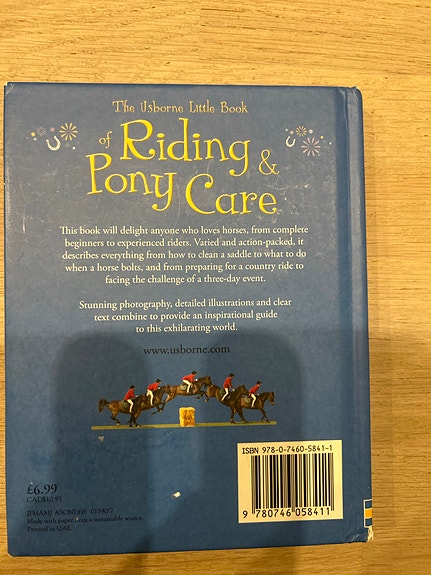 The Usborne Little Book
of Riding &
Pony Care
This book will delight anyone who loves horses, from complete
beginners to experienced riders. Varied and action-packed, it
describes everything from how to clean a saddle to what to do
when a horse bolts, and from preparing for a country ride to
facing the challenge of a three-day event.
Stunning photography, detailed illustrations and clear
text combine to provide an inspirational guide
to this exhilarating world.
www.usborne.com
ISBN 978-0-7460-5841-1
9 780746 058411
£6.99
CAD$10.95
Made with paper from a sustainable source.
Printed in UAE.